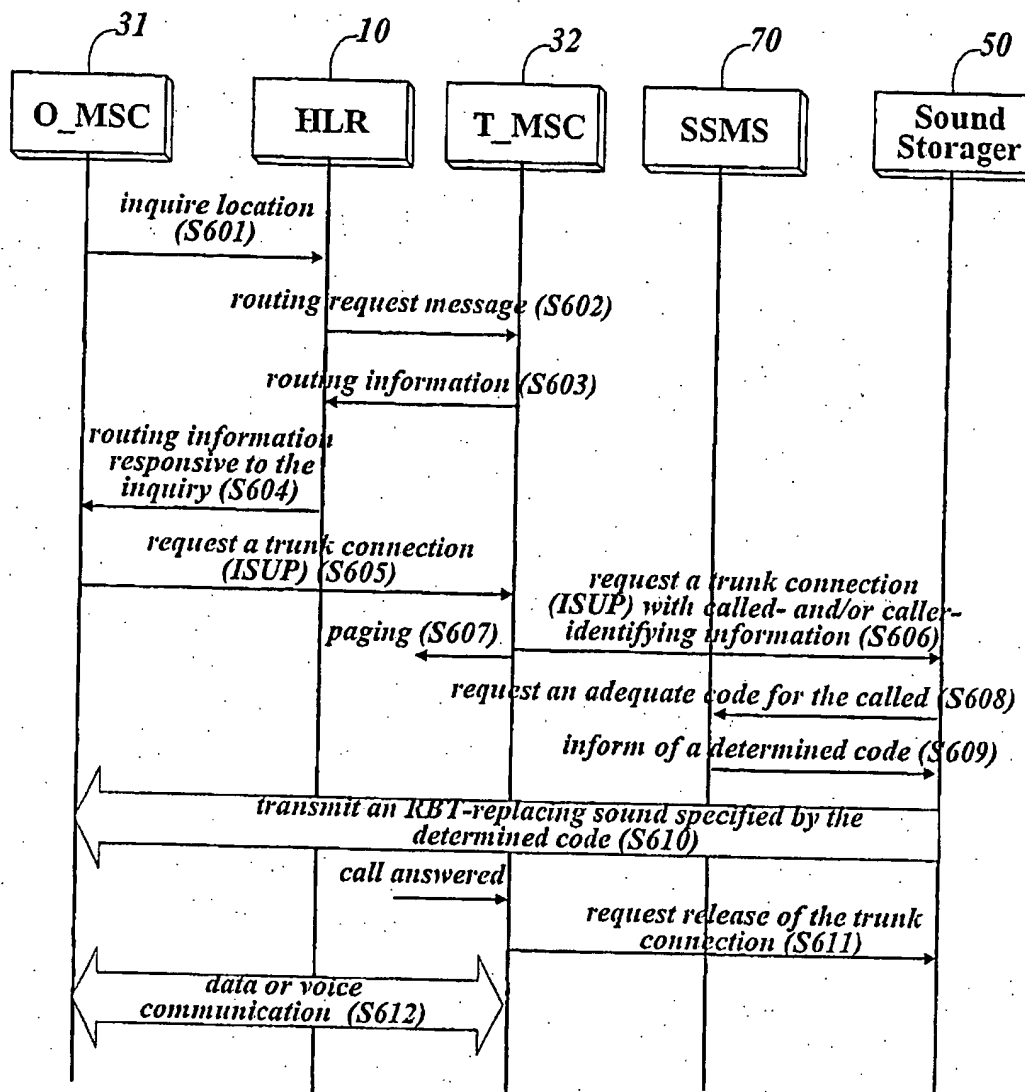 31
10
32
70
50
O_MSC
HLR
T_MSC
SSMS
Sound
Storager
inquire location
(S601)
routing request message (S602)
routing information (S603)
routing information
responsive to the
inquiry (S604)
request a trunk connection
(ISUP) (S605)
request a trunk connection
(ISUP) with called- and/or caller-
identifying information (S606)
paging (S607)
request an adequate code for the called (S608)
inform of a determined code (S609)
transmit an RBT-replacing sound specified by the
determined code (S610)
call answered
request release of the trunk
connection (S611)
data or voice
communication (S612)